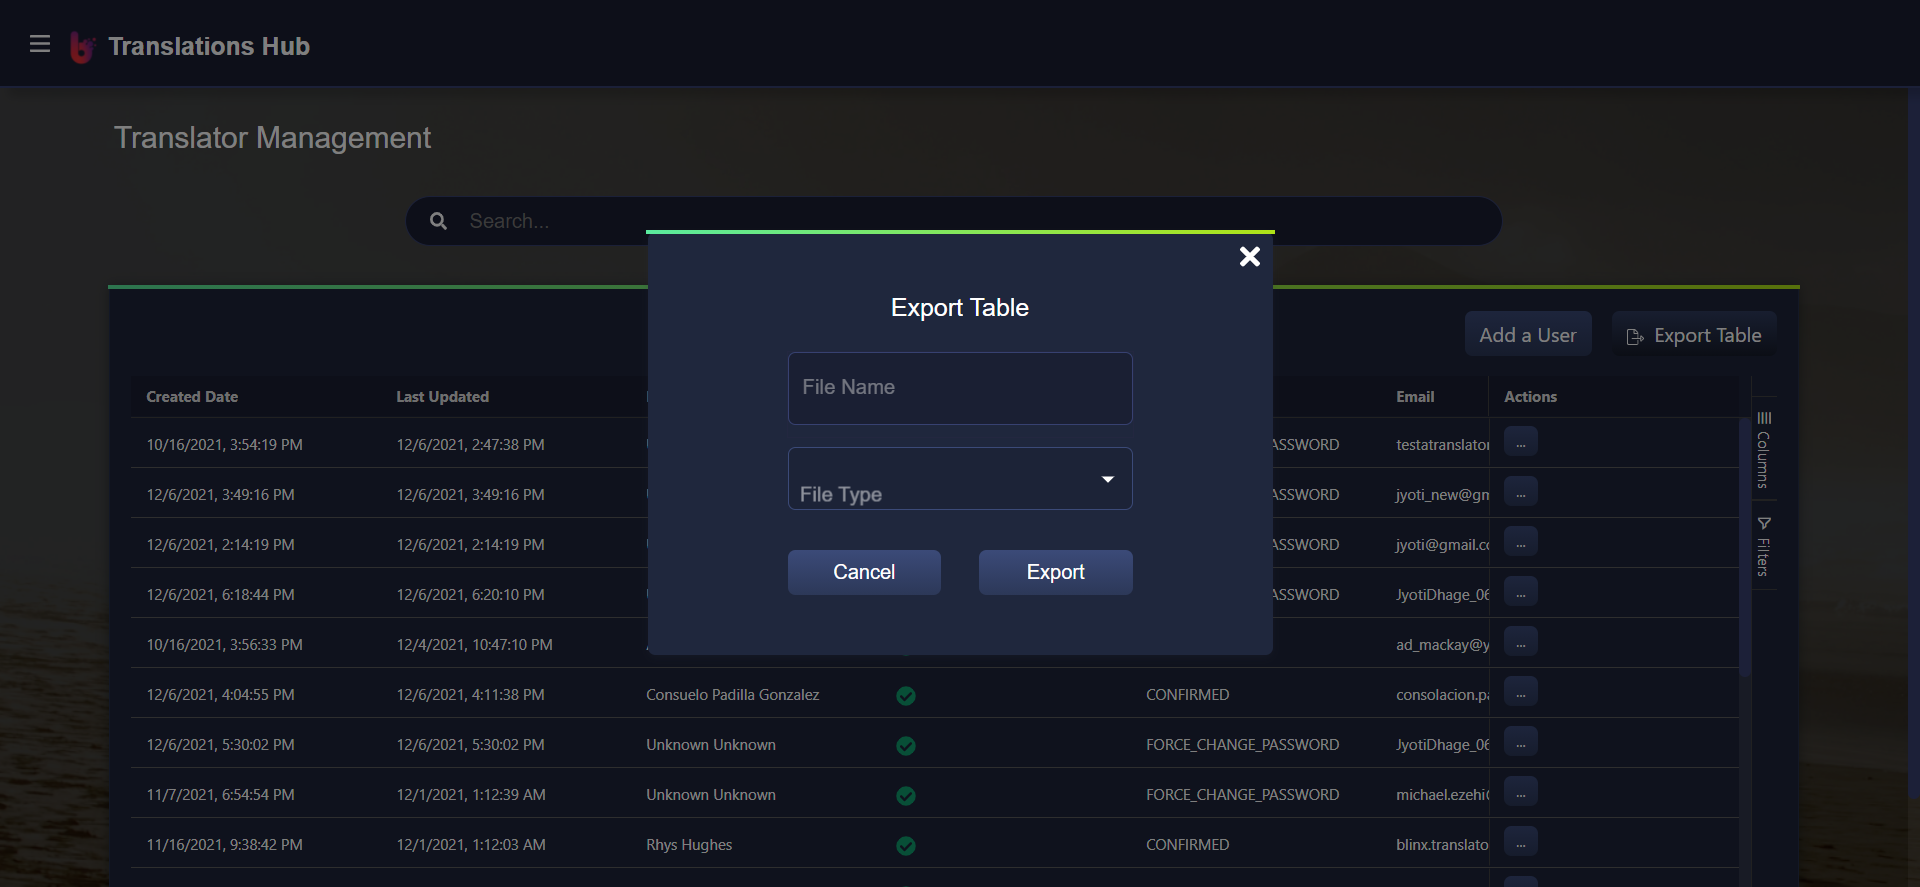 Translations Hub
Translator Management
Search...
Export Table
File Name
File Type
Cancel Export
Add a User Export Table
Created Date Last Updated Email Actions
10/16/2021, 3:54:19 PM 12/6/2021, 2:47:38 PM ASSWORD testatranslator ...
12/6/2021, 3:49:16 PM 12/6/2021, 3:49:16 PM ASSWORD jyoti_new@gm ...
12/6/2021, 2:14:19 PM 12/6/2021, 2:14:19 PM ASSWORD jyoti@gmail.co ...
12/6/2021, 6:18:44 PM 12/6/2021, 6:20:10 PM ASSWORD JyotiDhage_06 ...
10/16/2021, 3:56:33 PM 12/4/2021, 10:47:10 PM ad_mackay@y ...
12/6/2021, 4:04:55 PM 12/6/2021, 4:11:38 PM Consuelo Padilla Gonzalez CONFIRMED consolacion.pa ...
12/6/2021, 5:30:02 PM 12/6/2021, 5:30:02 PM Unknown Unknown FORCE_CHANGE_PASSWORD JyotiDhage_06 ...
11/7/2021, 6:54:54 PM 12/1/2021, 1:12:39 AM Unknown Unknown FORCE_CHANGE_PASSWORD michael.ezehi ...
11/16/2021, 9:38:42 PM 12/1/2021, 1:12:03 AM Rhys Hughes CONFIRMED blinx.translato ...
Columns
Filters